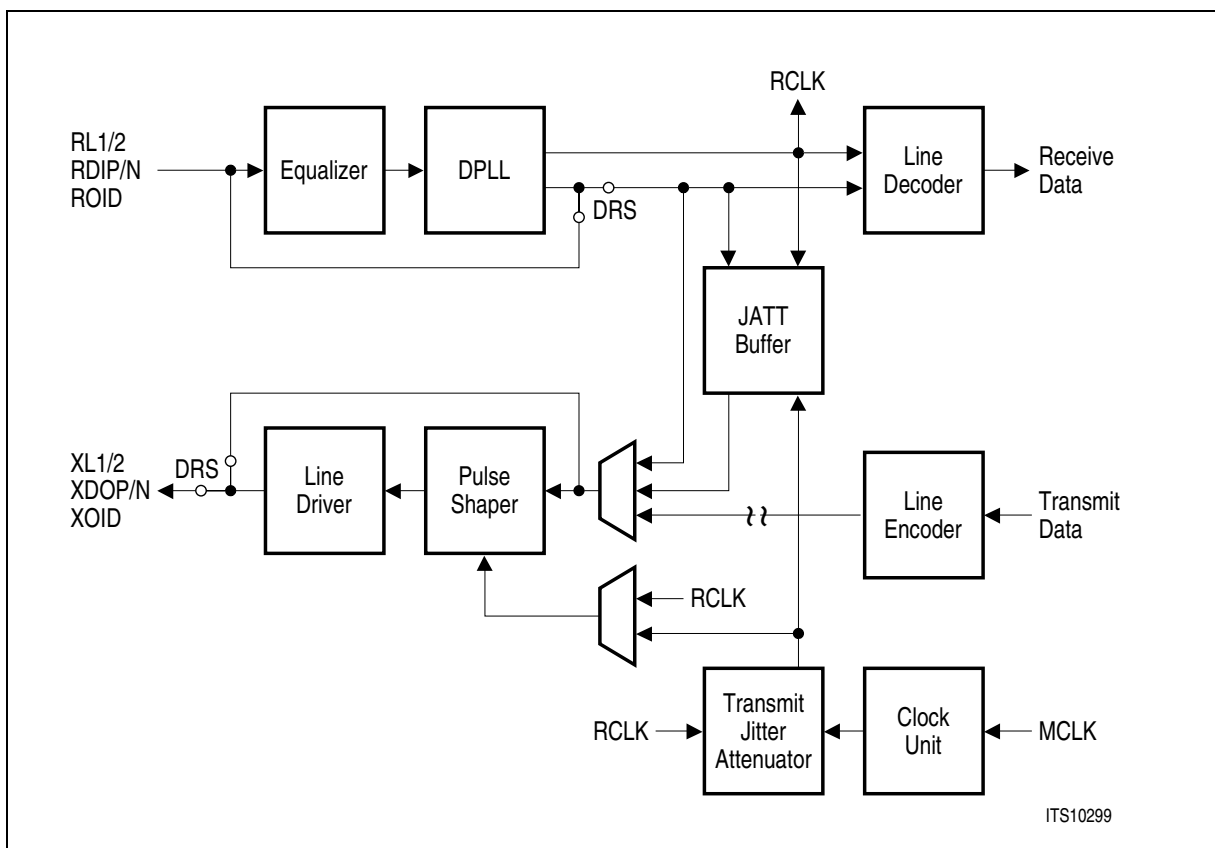 RCLK
RL1/2
RDIP/N
ROID
Equalizer
DPLL
DRS
Line
Decoder
Receive
Data
JATT
Buffer
XL1/2
XDOP/N
XOID
DRS
Line
Driver
Pulse
Shaper
Line
Encoder
Transmit
Data
RCLK
RCLK
Transmit
Jitter
Attenuator
Clock
Unit
MCLK
ITS10299